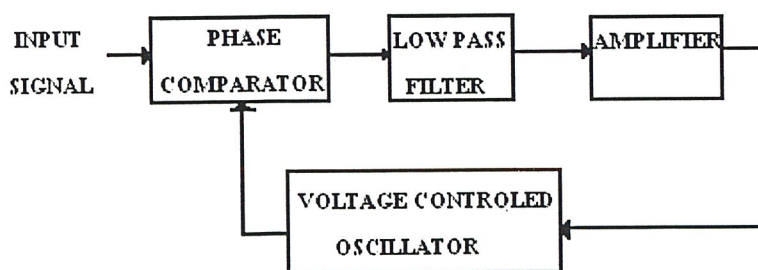 INPUT
SIGNAL
PHASE
COMPARATOR
LOW PASS
FILTER
AMPLIFIER
VOLTAGE CONTROLED
OSCILLATOR